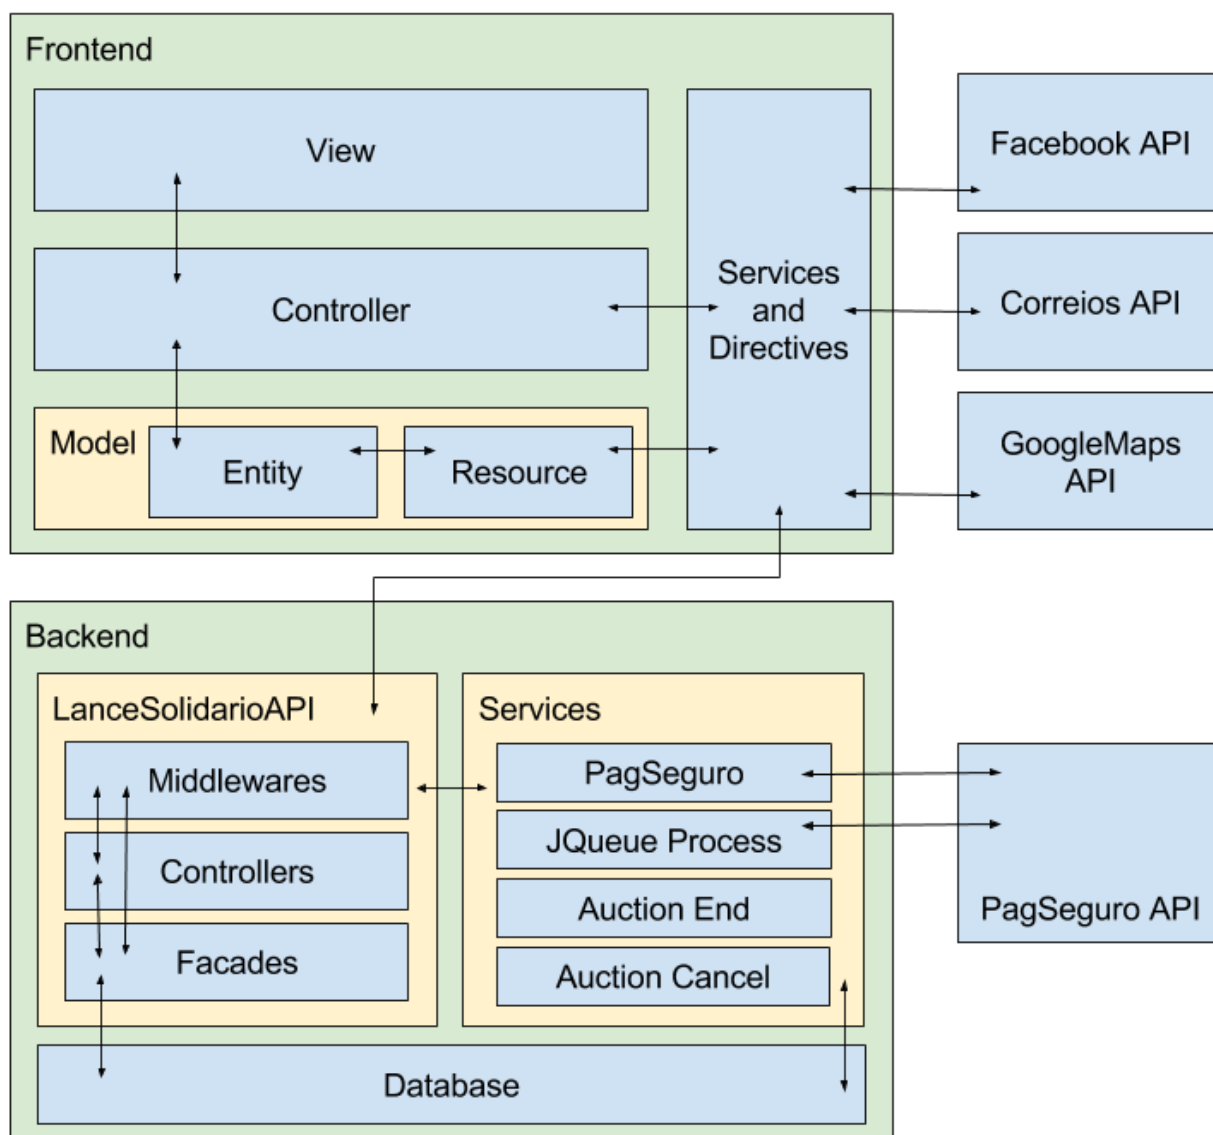 Frontend
View
Controller
Model
Entity
Resource
Services
and
Directives
Facebook API
Correios API
GoogleMaps
API
Backend
LanceSolidarioAPI
Middlewares
Controllers
Facades
Services
PagSeguro
JQueue Process
Auction End
Auction Cancel
PagSeguro API
Database